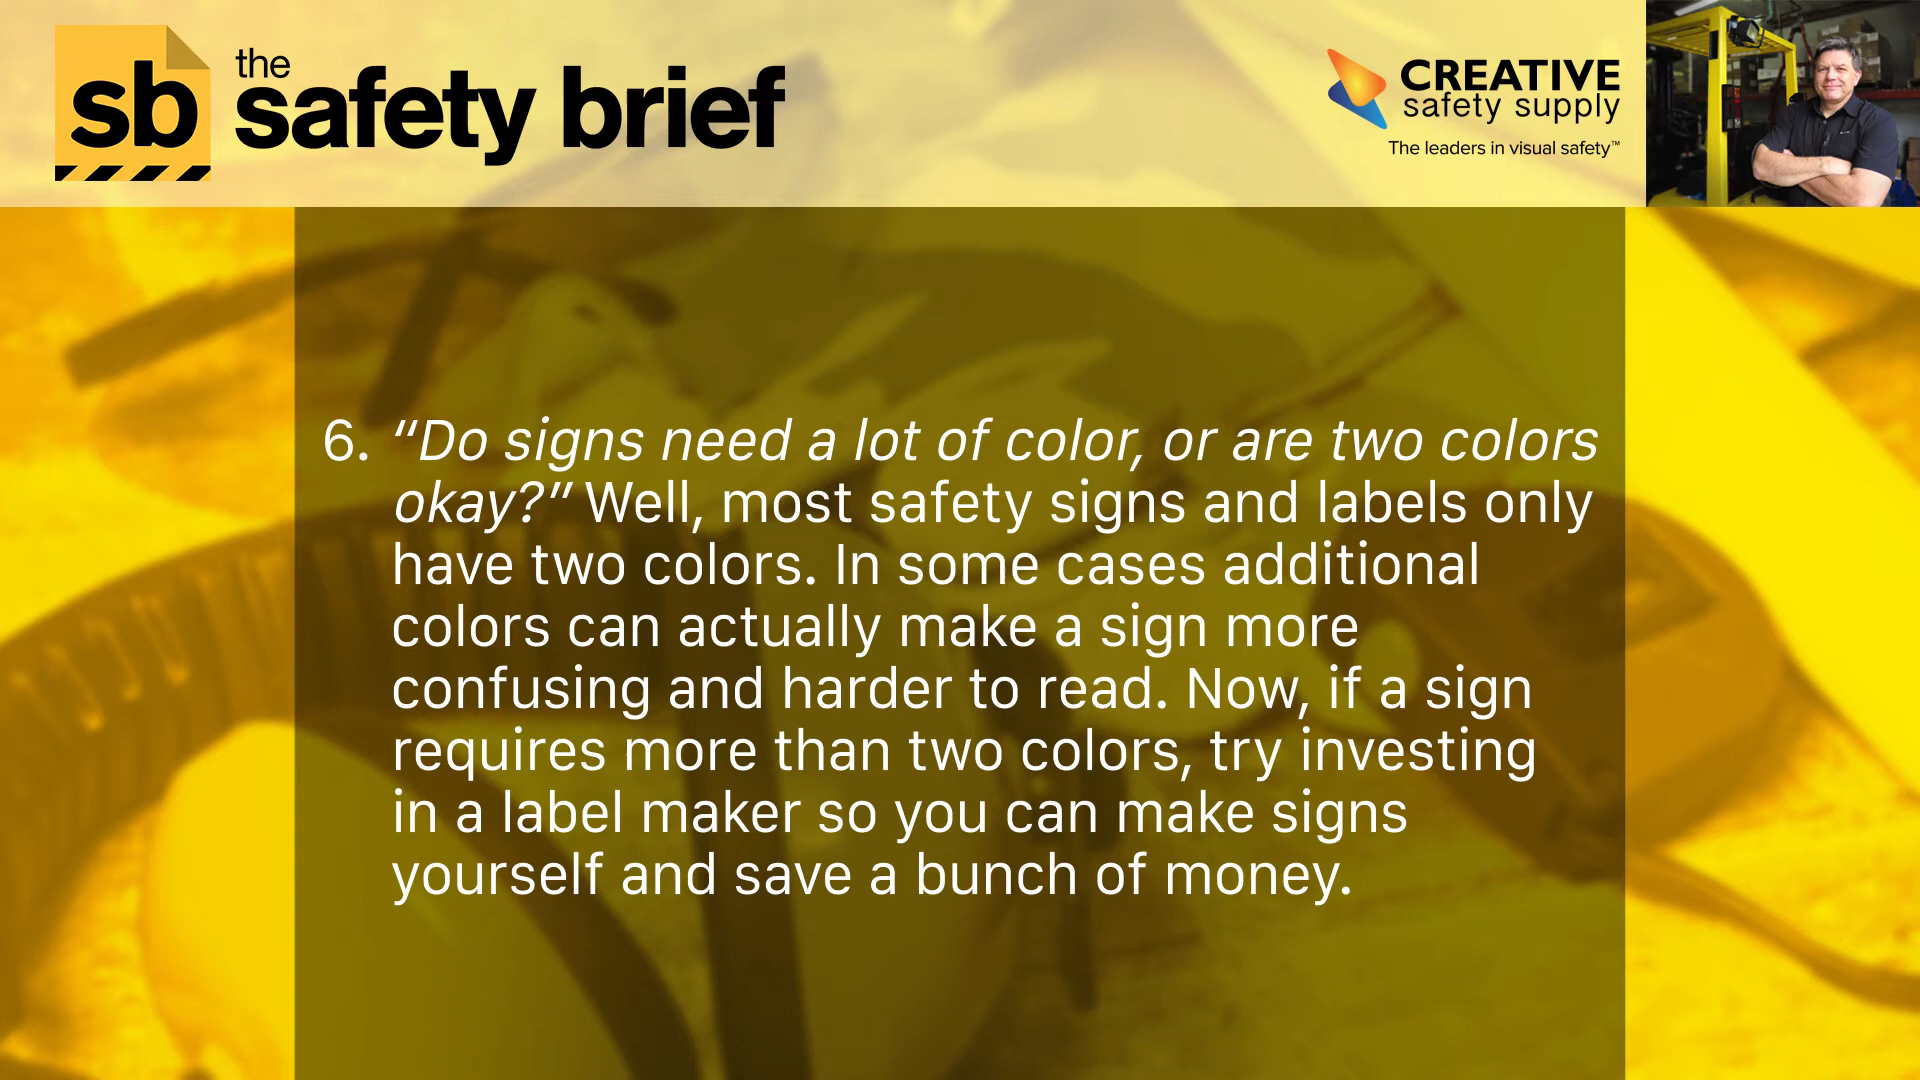 sb
the
safety brief
CREATIVE
safety supply
The leaders in visual safety™
6. “Do signs need a lot of color, or are two colors
okay?” Well, most safety signs and labels only
have two colors. In some cases additional
colors can actually make a sign more
confusing and harder to read. Now, if a sign
requires more than two colors, try investing
in a label maker so you can make signs
yourself and save a bunch of money.